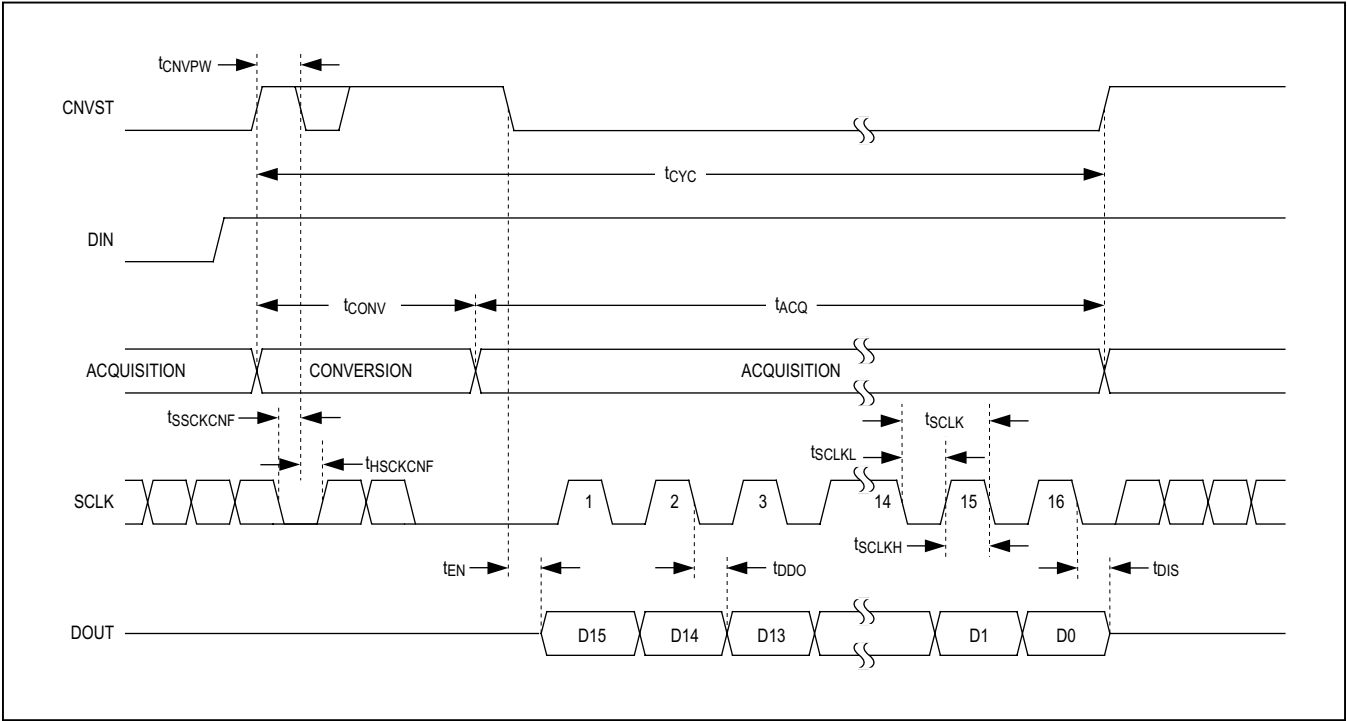 tCNVPW
CNVST
tCYC
DIN
tCONV
tACQ
ACQUISITION
CONVERSION
ACQUISITION
tSSCKCNF
tSCLK
tHSCKCNF
tSCLKL
SCLK
1
2
3
14
15
16
tSCLKH
tEN
tDDO
tDIS
DOUT
D15
D14
D13
D1
D0